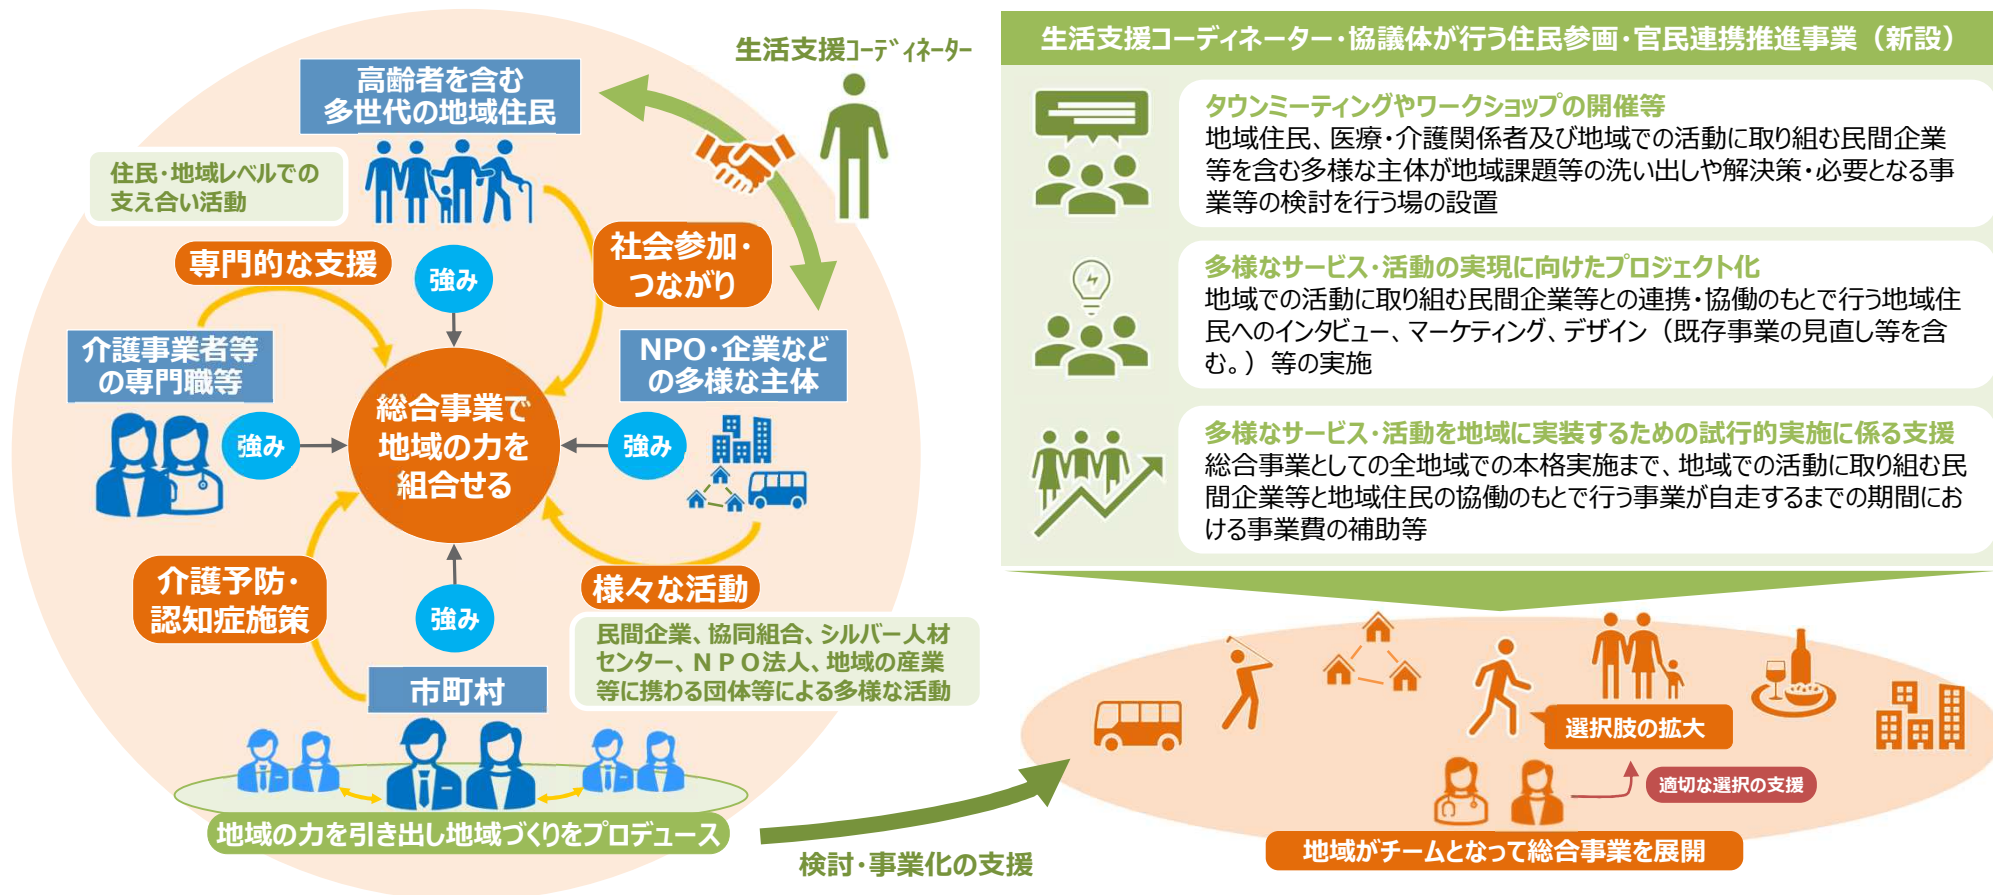 生活支援コーディネーター
高齢者を含む
多世代の地域住民
住民・地域レベルでの
支え合い活動
専門的な支援
強み
社会参加・
つながり
介護事業者等
の専門職等
NPO・企業など
の多様な主体
強み
総合事業で
地域の力を
組合せる
強み
介護予防・
認知症施策
強み
様々な活動
民間企業、協同組合、シルバー人材
センター、ＮＰＯ法人、地域の産業
等に携わる団体等による多様な活動
市町村
地域の力を引き出し地域づくりをプロデュース
検討・事業化の支援
生活支援コーディネーター・協議体が行う住民参画・官民連携推進事業（新設）
タウンミーティングやワークショップの開催等
地域住民、医療・介護関係者及び地域での活動に取り組む民間企業
等を含む多様な主体が地域課題等の洗い出しや解決策・必要となる事
業等の検討を行う場の設置
多様なサービス・活動の実現に向けたプロジェクト化
地域での活動に取り組む民間企業等との連携・協働のもとで行う地域住
民へのインタビュー、マーケティング、デザイン（既存事業の見直し等を含
む。）等の実施
多様なサービス・活動を地域に実装するための試行的実施に係る支援
総合事業としての全地域での本格実施まで、地域での活動に取り組む民
間企業等と地域住民の協働のもとで行う事業が自走するまでの期間にお
ける事業費の補助等
選択肢の拡大
適切な選択の支援
地域がチームとなって総合事業を展開